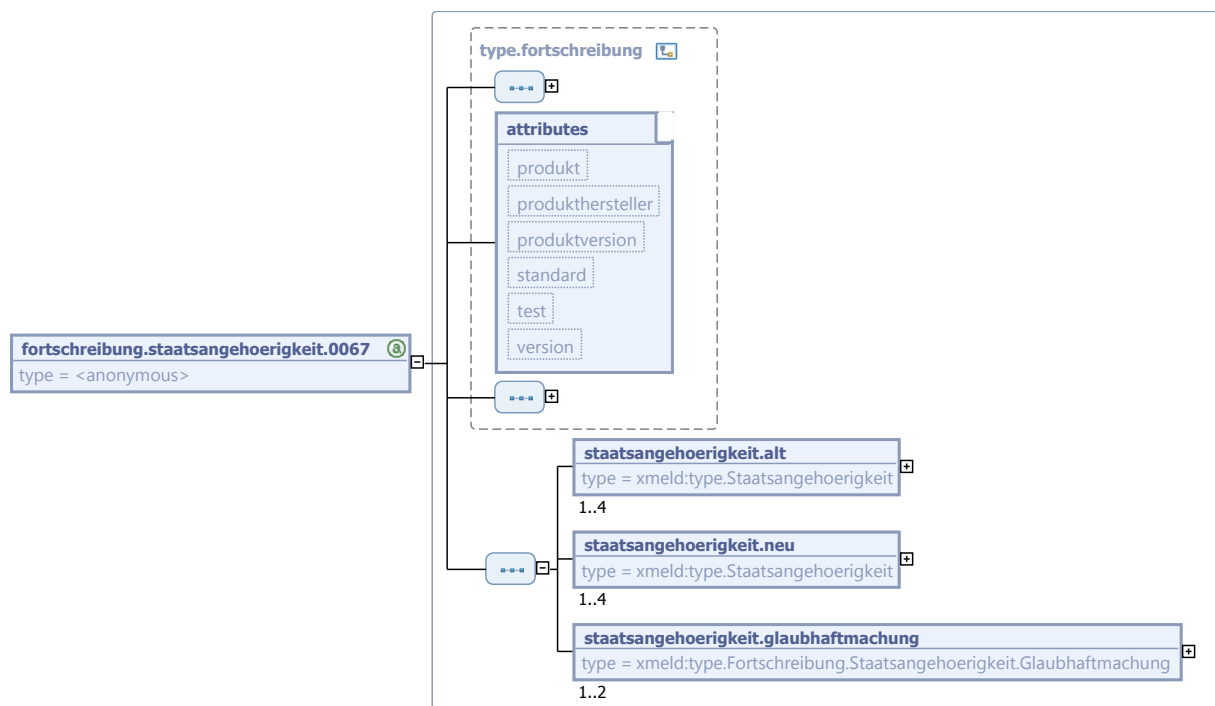 type.fortschreibung
attributes
produkt
produkthersteller
produktversion
standard
test
version
fortschreibung.staatsangehoerigkeit.0067
type = <anonymous>
staatsangehoerigkeit.alt
type = xmeld:type.Staatsangehoerigkeit
1..4
staatsangehoerigkeit.neu
type = xmeld:type.Staatsangehoerigkeit
1..4
staatsangehoerigkeit.glaubhaftmachung
type = xmeld:type.Fortschreibung.Staatsangehoerigkeit.Glaubhaftmachung
1..2